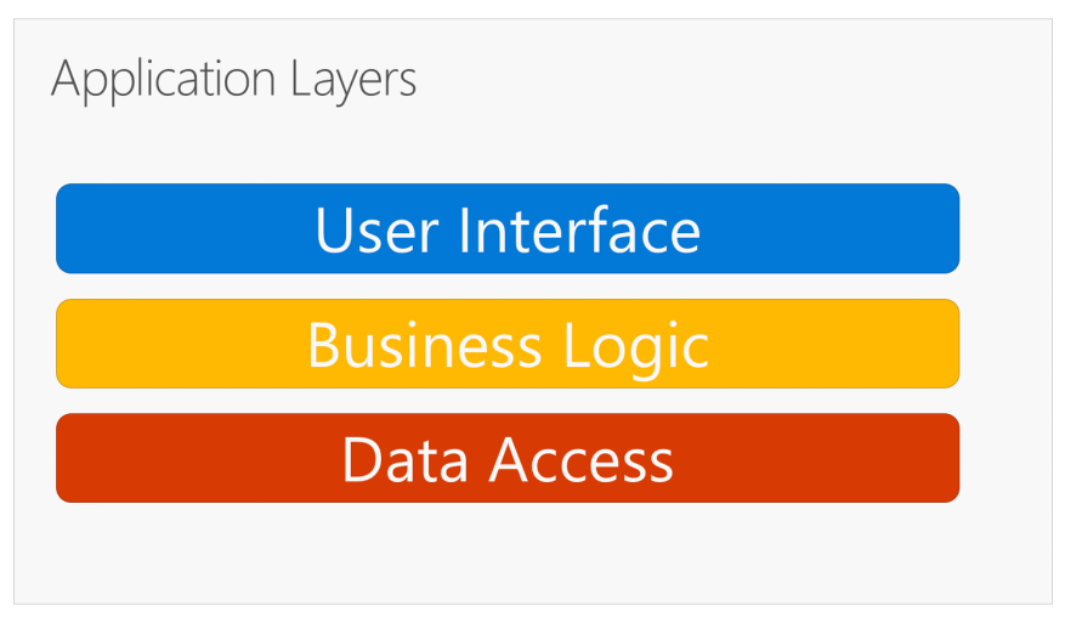 Application Layers
User Interface
Business Logic
Data Access